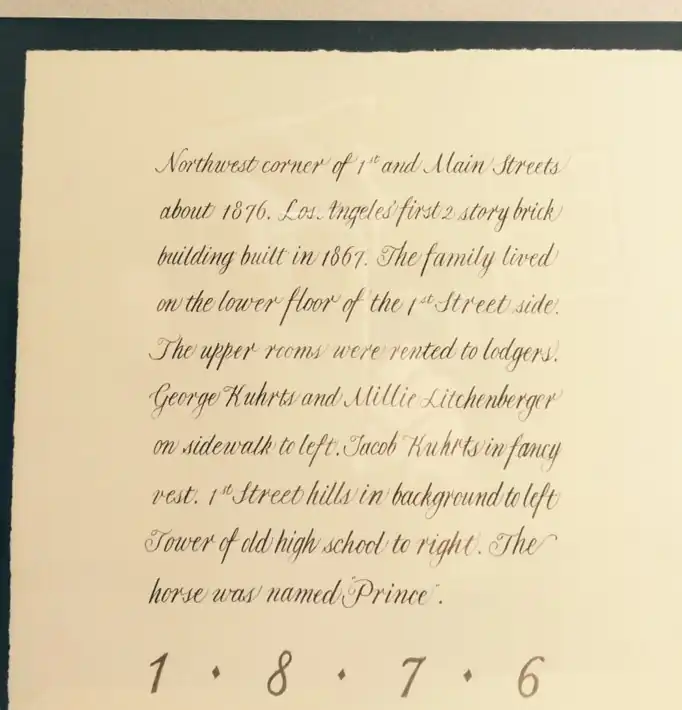 Northwest corner of 1st and Main Streets
about 1876. Los Angeles' first 2 story brick
building built in 1867. The family lived
on the lower floor of the 1st Street side.
The upper rooms were rented to lodgers.
George Kuhrts and Millie Litchenberger
on sidewalk to left. Jacob Kuhrts in fancy
vest. 1st Street hills in background to left
Tower of old high school to right. The
horse was named "Prince".
1 · 8 · 7 · 6